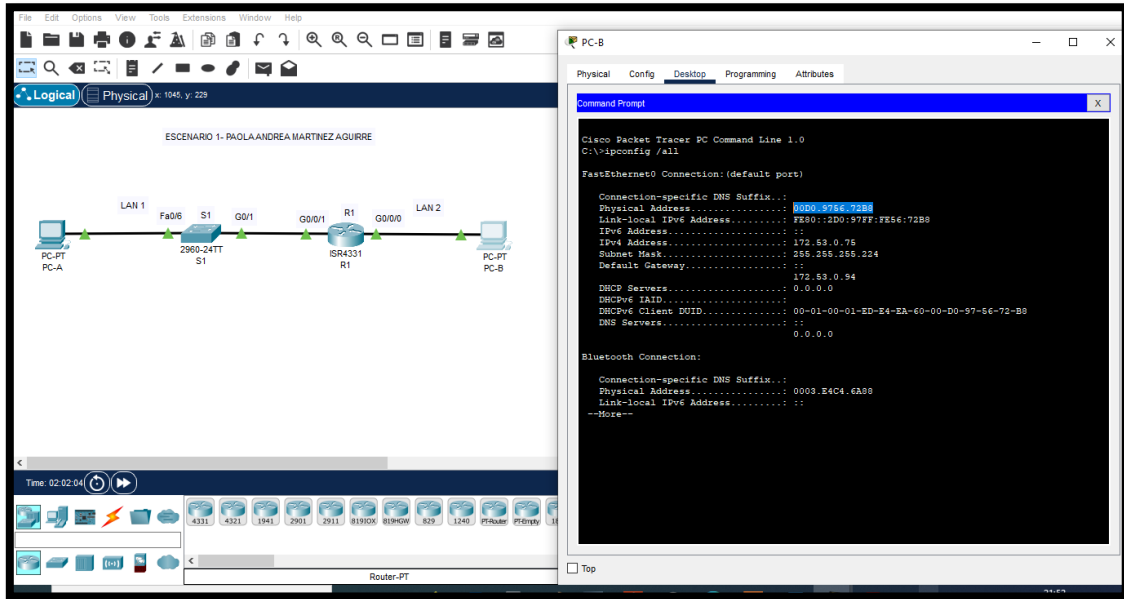 File Edit Options View Tools Extensions Window Help
Logical Physical x: 1045, y: 229
ESCENARIO 1- PAOLA ANDREA MARTINEZ AGUIRRE
LAN 1
Fa0/6 S1 G0/1
G0/0/1 R1 G0/0/0
LAN 2
PC-PT
PC-A
2960-24TT
S1
ISR4331
R1
PC-PT
PC-B
Time: 02:02:04
4331 4321 1941 2901 2911 819IOX 819HGW 829 1240 PT-Router PT-Empty
Router-PT
PC-B
Physical Config Desktop Programming Attributes
Command Prompt X
Cisco Packet Tracer PC Command Line 1.0
C:\>ipconfig /all
FastEthernet0 Connection:(default port)
Connection-specific DNS Suffix..:
Physical Address................: 00D0.9756.72B8
Link-local IPv6 Address.........: FE80::2D0:97FF:FE56:72B8
IPv6 Address....................: ::
IPv4 Address....................: 172.53.0.75
Subnet Mask.....................: 255.255.255.224
Default Gateway.................: ::
172.53.0.94
DHCP Servers....................: 0.0.0.0
DHCPv6 IAID.....................:
DHCPv6 Client DUID..............: 00-01-00-01-ED-E4-EA-60-00-D0-97-56-72-B8
DNS Servers.....................: ::
0.0.0.0
Bluetooth Connection:
Connection-specific DNS Suffix..:
Physical Address................: 0003.E4C4.6A88
Link-local IPv6 Address.........: ::
--More--
Top